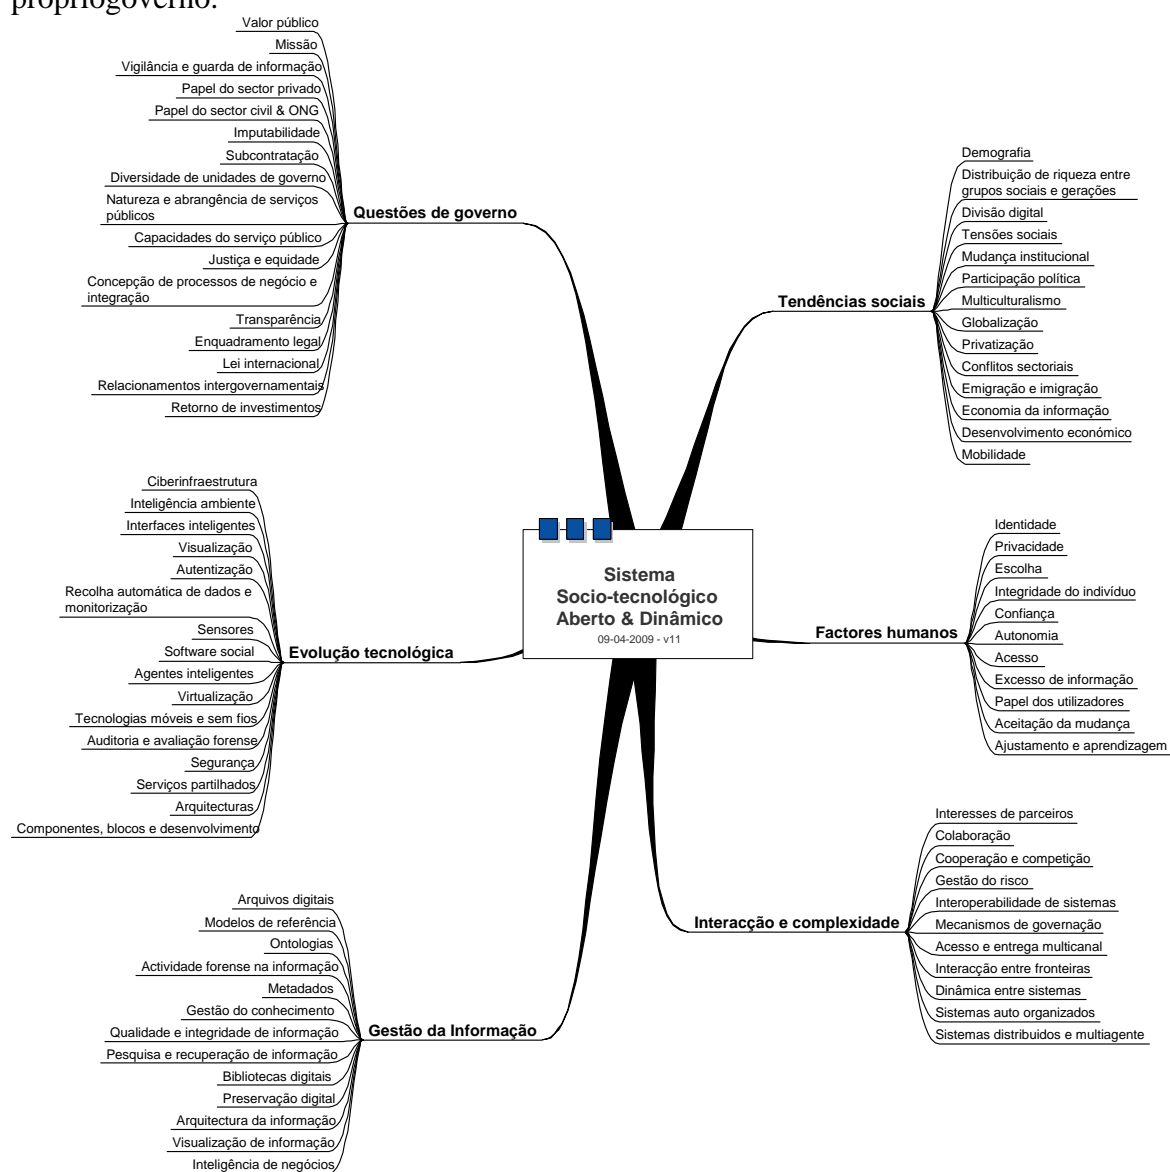 própriogoverno.
Valor público
Missão
Vigilância e guarda de informação
Papel do sector privado
Papel do sector civil & ONG
Imputabilidade
Subcontratação
Diversidade de unidades de governo
Natureza e abrangência de serviços
públicos
Capacidades do serviço público
Justiça e equidade
Concepção de processos de negócio e
integração
Transparência
Enquadramento legal
Lei internacional
Relacionamentos intergovernamentais
Retorno de investimentos
Questões de governo
Ciberinfraestrutura
Inteligência ambiente
Interfaces inteligentes
Visualização
Autentização
Recolha automática de dados e
monitorização
Sensores
Software social
Agentes inteligentes
Virtualização
Tecnologias móveis e sem fios
Auditoria e avaliação forense
Segurança
Serviços partilhados
Arquitecturas
Componentes, blocos e desenvolvimento
Evolução tecnológica
Arquivos digitais
Modelos de referência
Ontologias
Actividade forense na informação
Metadados
Gestão do conhecimento
Qualidade e integridade de informação
Pesquisa e recuperação de informação
Bibliotecas digitais
Preservação digital
Arquitectura da informação
Visualização de informação
Inteligência de negócios
Gestão da Informação
Sistema
Socio-tecnológico
Aberto & Dinâmico
09-04-2009 - v11
Tendências sociais
Demografia
Distribuição de riqueza entre
grupos sociais e gerações
Divisão digital
Tensões sociais
Mudança institucional
Participação política
Multiculturalismo
Globalização
Privatização
Conflitos sectoriais
Emigração e imigração
Economia da informação
Desenvolvimento económico
Mobilidade
Factores humanos
Identidade
Privacidade
Escolha
Integridade do indivíduo
Confiança
Autonomia
Acesso
Excesso de informação
Papel dos utilizadores
Aceitação da mudança
Ajustamento e aprendizagem
Interacção e complexidade
Interesses de parceiros
Colaboração
Cooperação e competição
Gestão do risco
Interoperabilidade de sistemas
Mecanismos de governação
Acesso e entrega multicanal
Interacção entre fronteiras
Dinâmica entre sistemas
Sistemas auto organizados
Sistemas distribuidos e multiagente